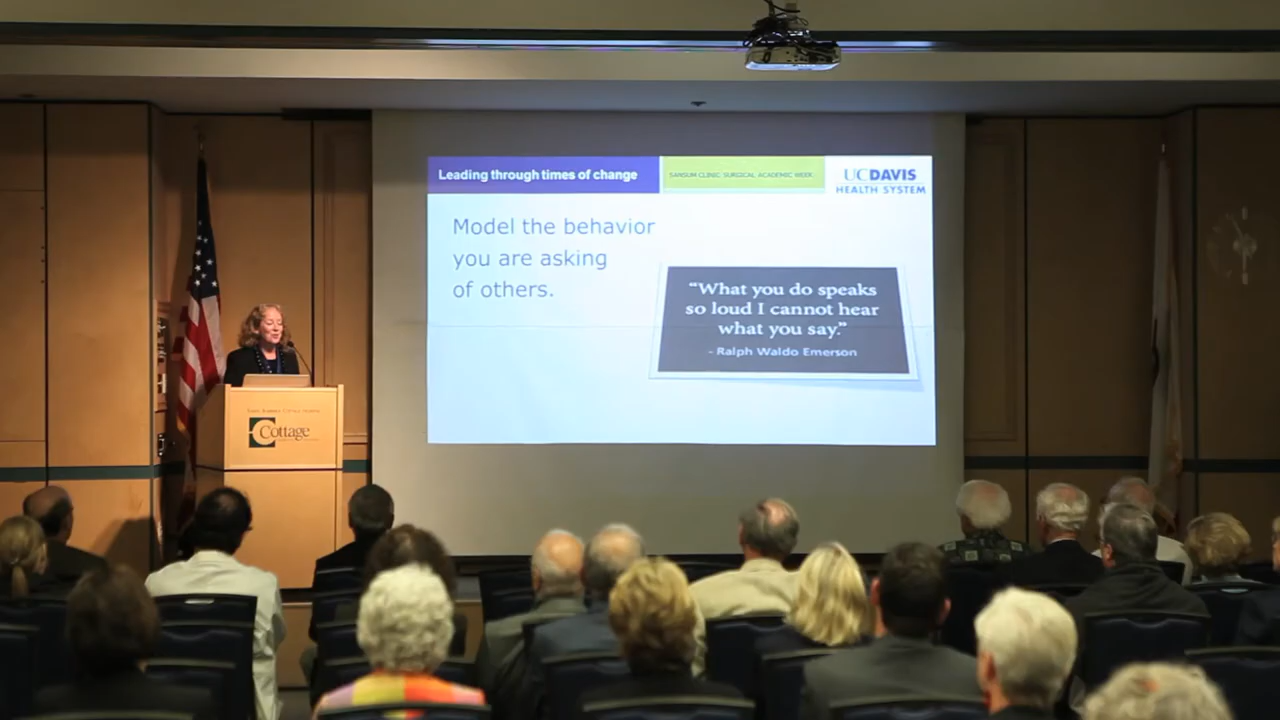 Leading through times of change
SANSUM CLINIC SURGICAL ACADEMIC WEEK
UCDAVIS
HEALTH SYSTEM
Model the behavior
you are asking
of others.
“What you do speaks
so loud I cannot hear
what you say.”
- Ralph Waldo Emerson
Cottage